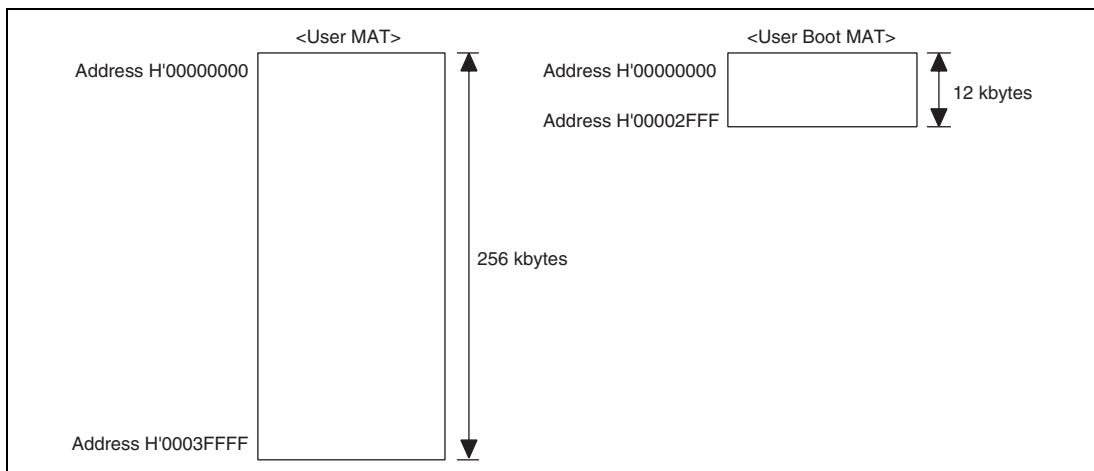 <User MAT>
Address H'00000000
256 kbytes
Address H'0003FFFF
<User Boot MAT>
Address H'00000000
12 kbytes
Address H'00002FFF